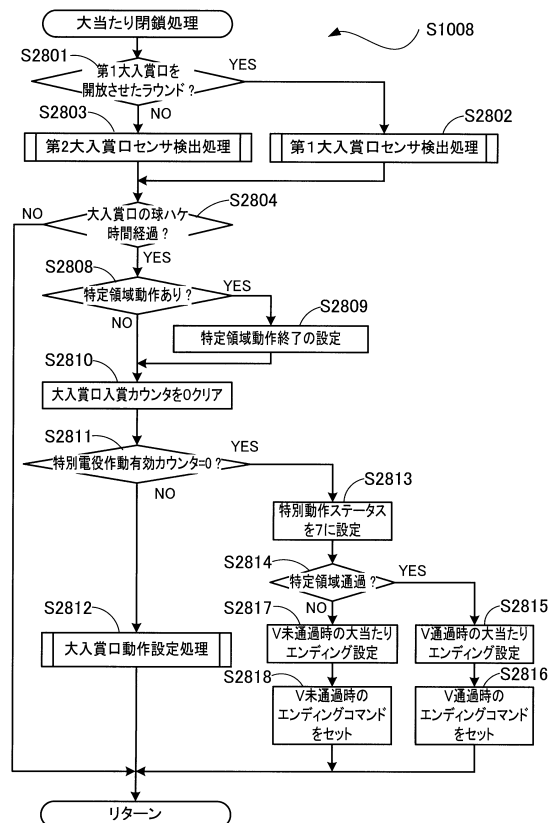 大当たり閉鎖処理
S1008
S2801
第1大入賞口を
開放させたラウンド？
YES
NO
S2803
第2大入賞口センサ検出処理
S2802
第1大入賞口センサ検出処理
S2804
NO
大入賞口の球ハケ
時間経過？
YES
S2808
特定領域動作あり？
YES
NO
S2809
特定領域動作終了の設定
S2810
大入賞口入賞カウンタを0クリア
S2811
特別電役作動有効カウンタ=0？
YES
NO
S2813
特別動作ステータス
を7に設定
S2814
特定領域通過？
YES
NO
S2812
大入賞口動作設定処理
S2817
V未通過時の大当たり
エンディング設定
S2815
V通過時の大当たり
エンディング設定
S2818
V未通過時の
エンディングコマンド
をセット
S2816
V通過時の
エンディングコマンド
をセット
リターン